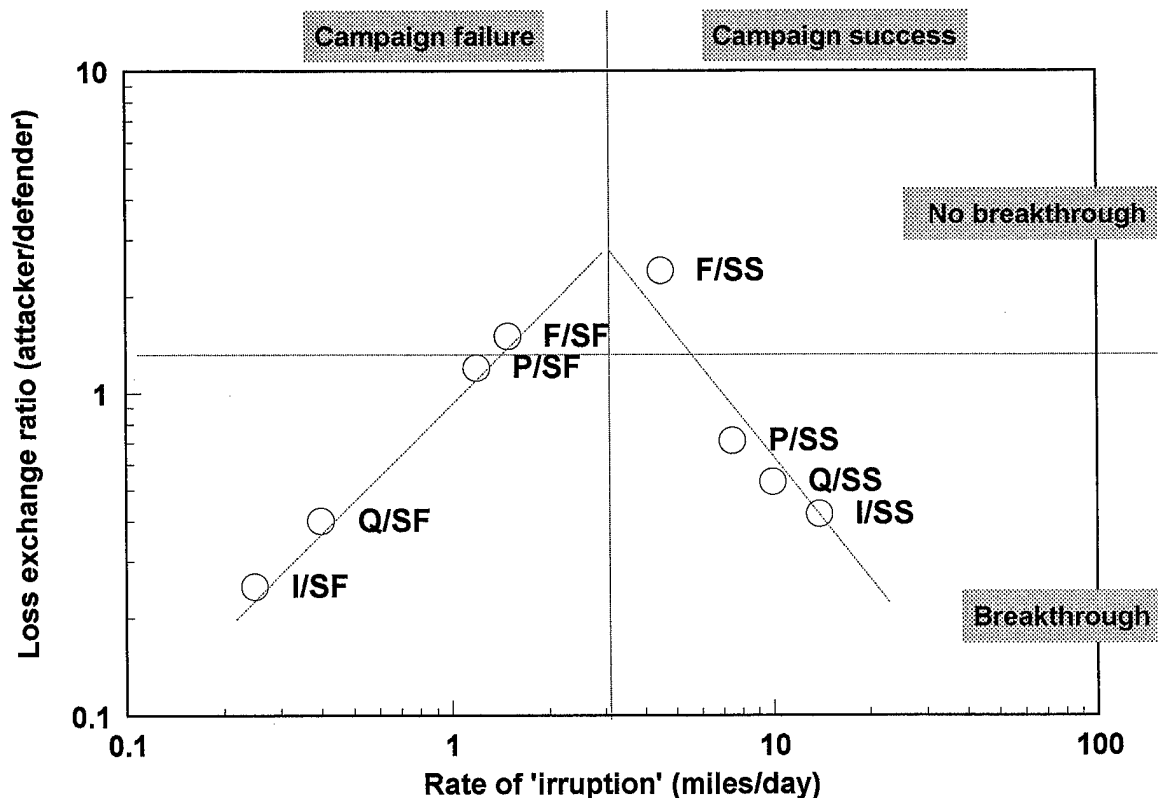 Campaign failure
Campaign success
10
No breakthrough
F/SS
F/SF
P/SF
1
P/SS
Q/SS
I/SS
Q/SF
I/SF
Breakthrough
0.1
0.1
1
10
100
Loss exchange ratio (attacker/defender)
Rate of 'irruption' (miles/day)